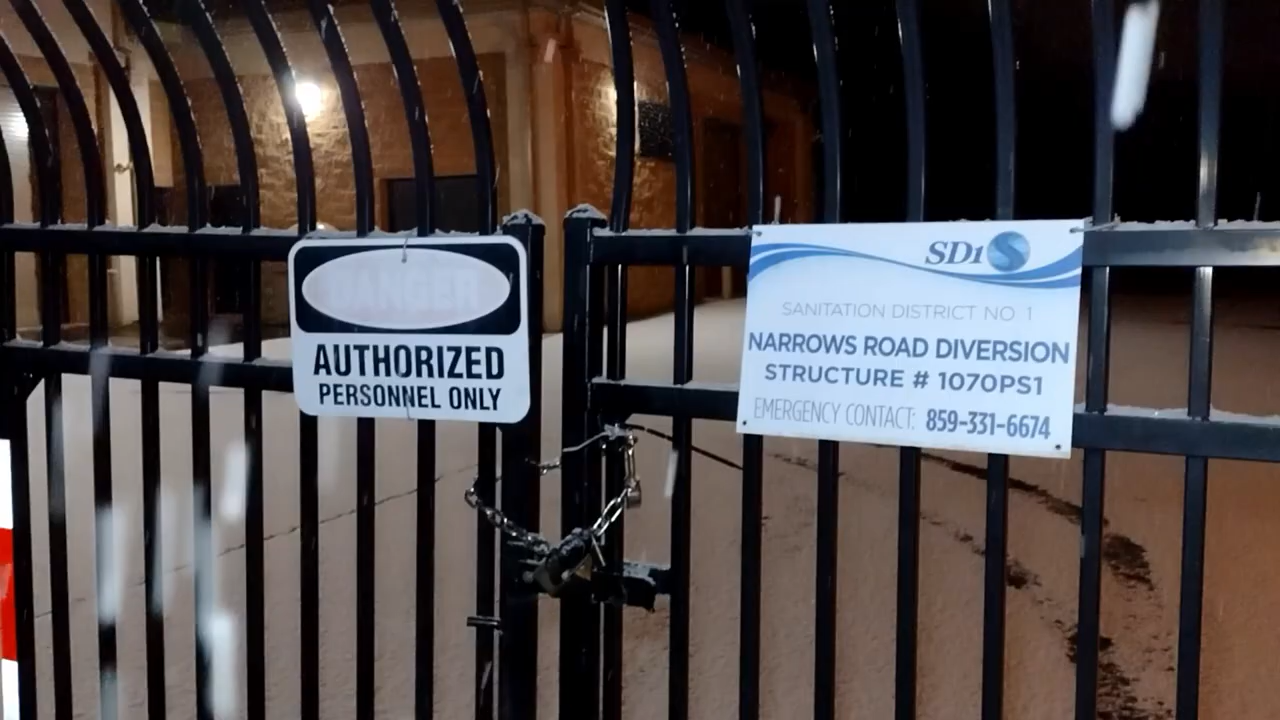 DANGER
AUTHORIZED
PERSONNEL ONLY
SD1
SANITATION DISTRICT NO 1
NARROWS ROAD DIVERSION
STRUCTURE # 1070PS1
EMERGENCY CONTACT: 859-331-6674